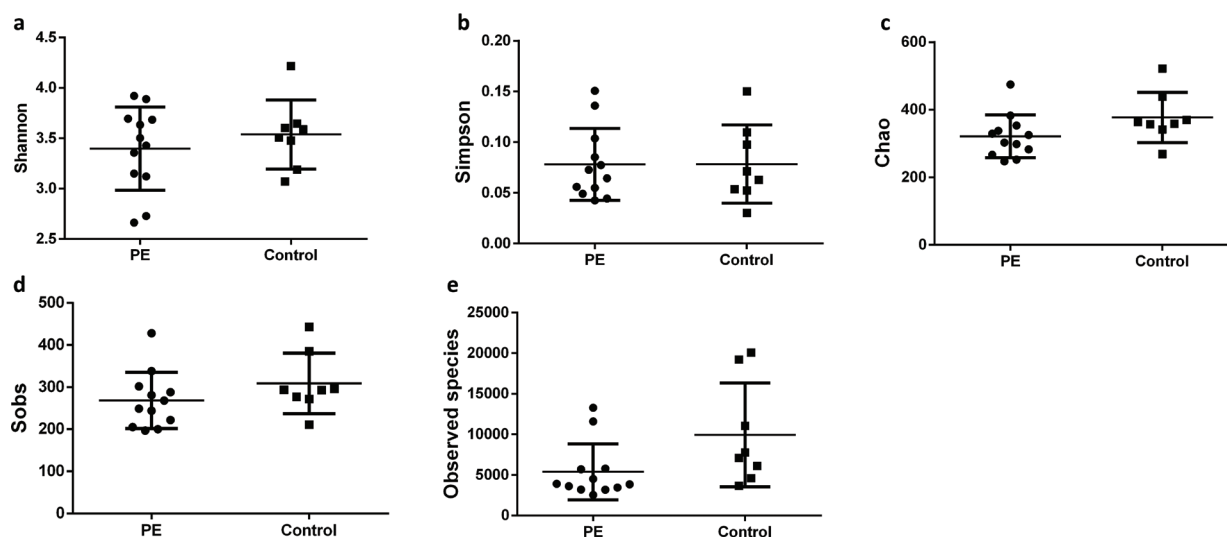 a
4.5
4.0
3.5
3.0
2.5
Shannon
PE Control
b
0.20
0.15
0.10
0.05
0.00
Simpson
PE Control
c
600
400
200
0
Chao
PE Control
d
500
400
300
200
100
0
Sobs
PE Control
e
25000
20000
15000
10000
5000
0
Observed species
PE Control